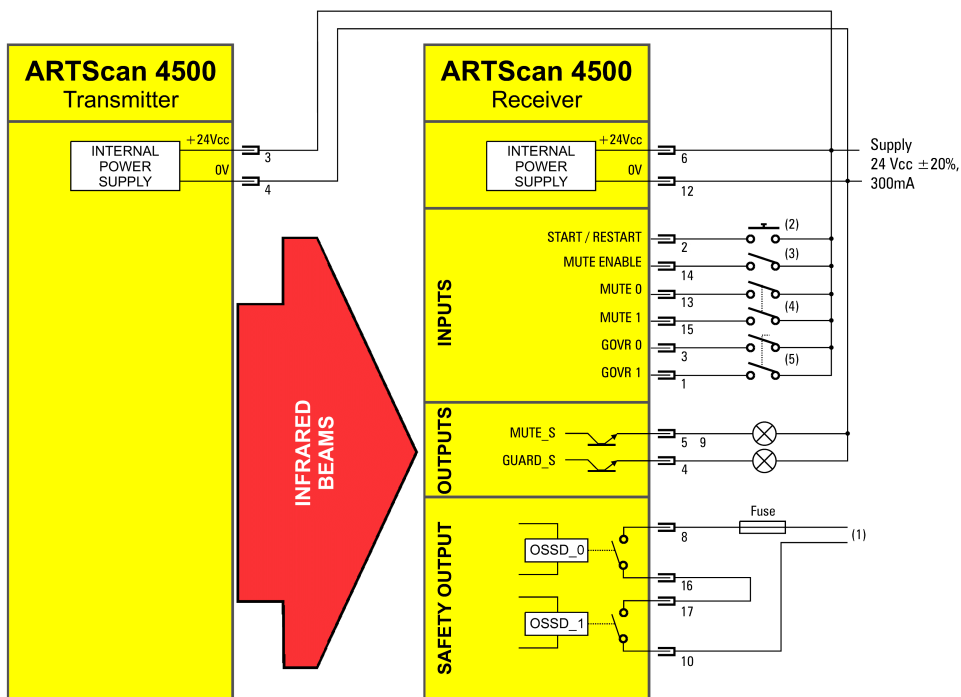 ARTScan 4500
Transmitter
INTERNAL
POWER
SUPPLY
+24Vcc
0V
3
4
INFRARED
BEAMS
ARTScan 4500
Receiver
INTERNAL
POWER
SUPPLY
+24Vcc
0V
6
12
Supply
24 Vcc ±20%,
300mA
INPUTS
START / RESTART
2
(2)
MUTE ENABLE
14
(3)
MUTE 0
13
(4)
MUTE 1
15
GOVR 0
3
(5)
GOVR 1
1
OUTPUTS
MUTE_S
5 9
GUARD_S
4
SAFETY OUTPUT
OSSD_0
8
Fuse
(1)
16
17
OSSD_1
10